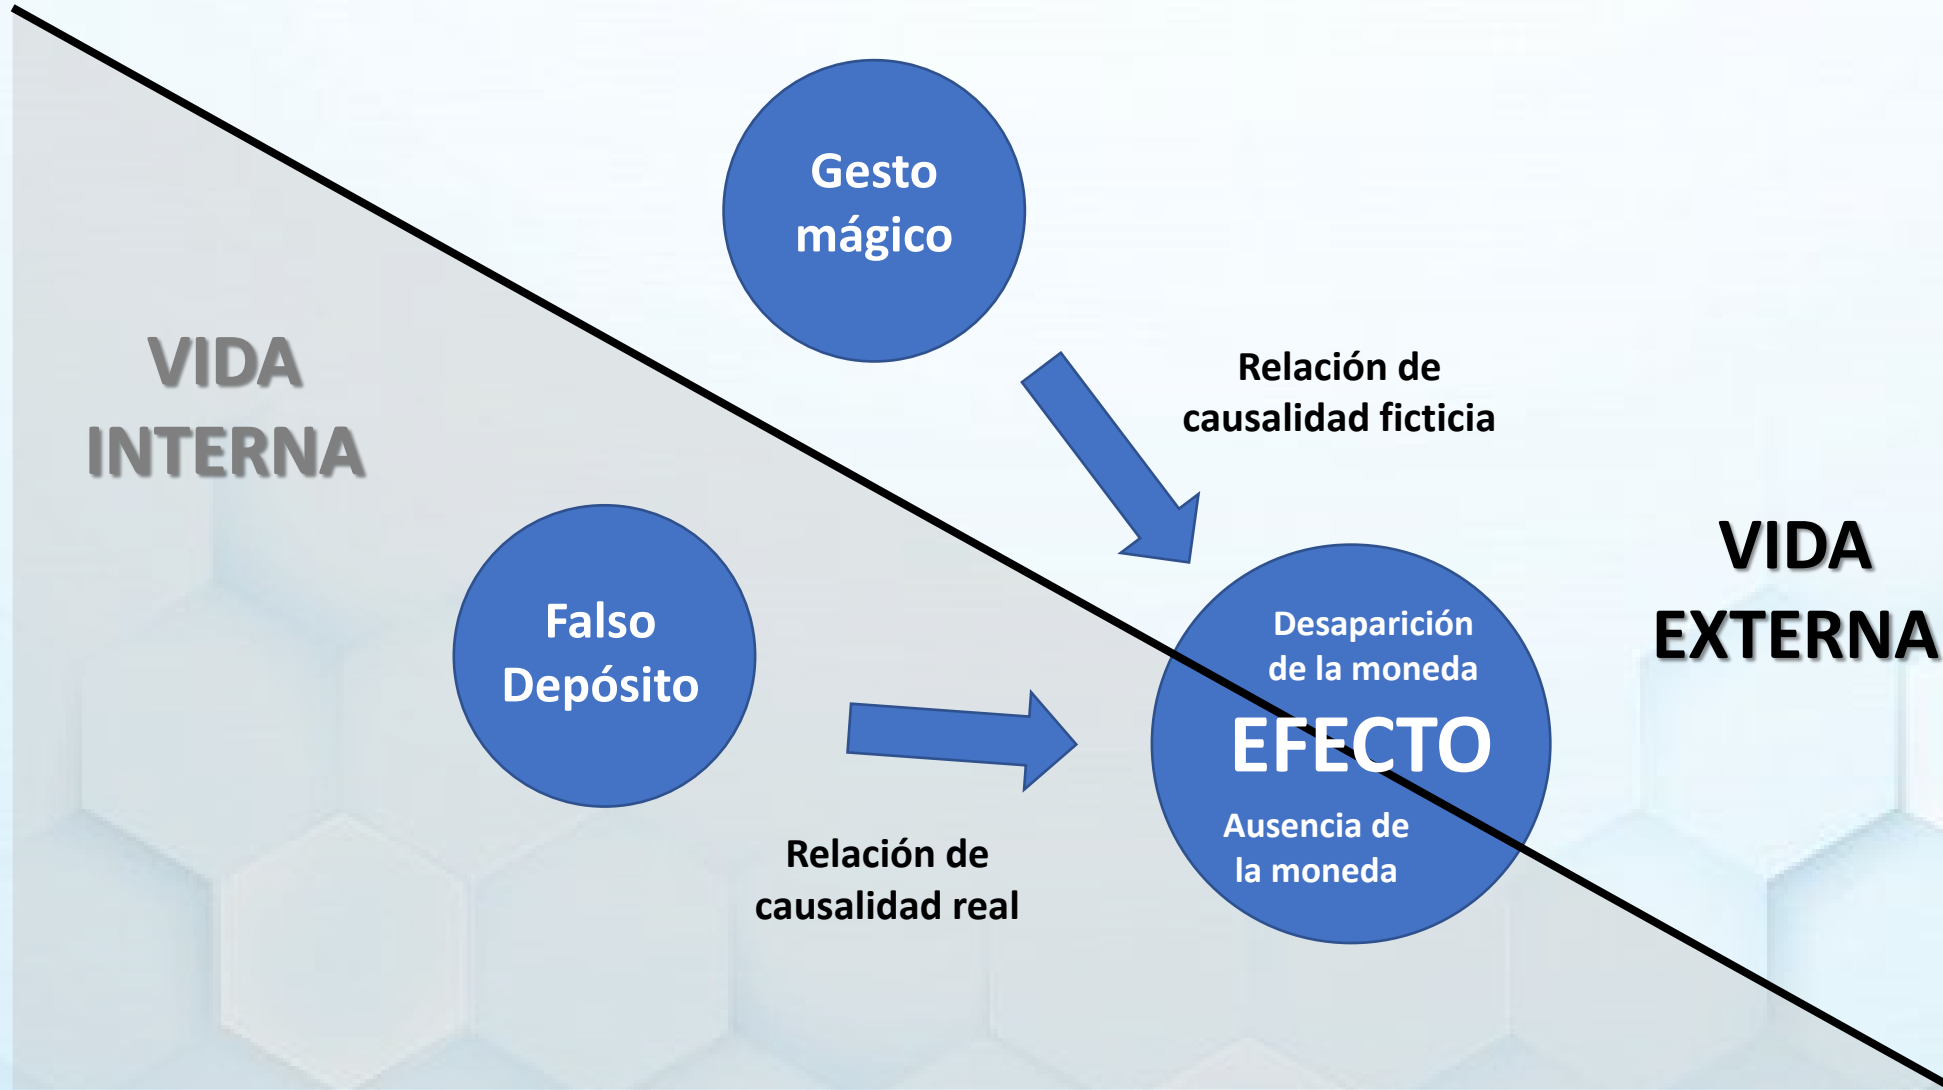 Gesto
mágico
VIDA
INTERNA
Relación de
causalidad ficticia
VIDA
EXTERNA
Falso
Depósito
Desaparición
de la moneda
EFECTO
Ausencia de
la moneda
Relación de
causalidad real